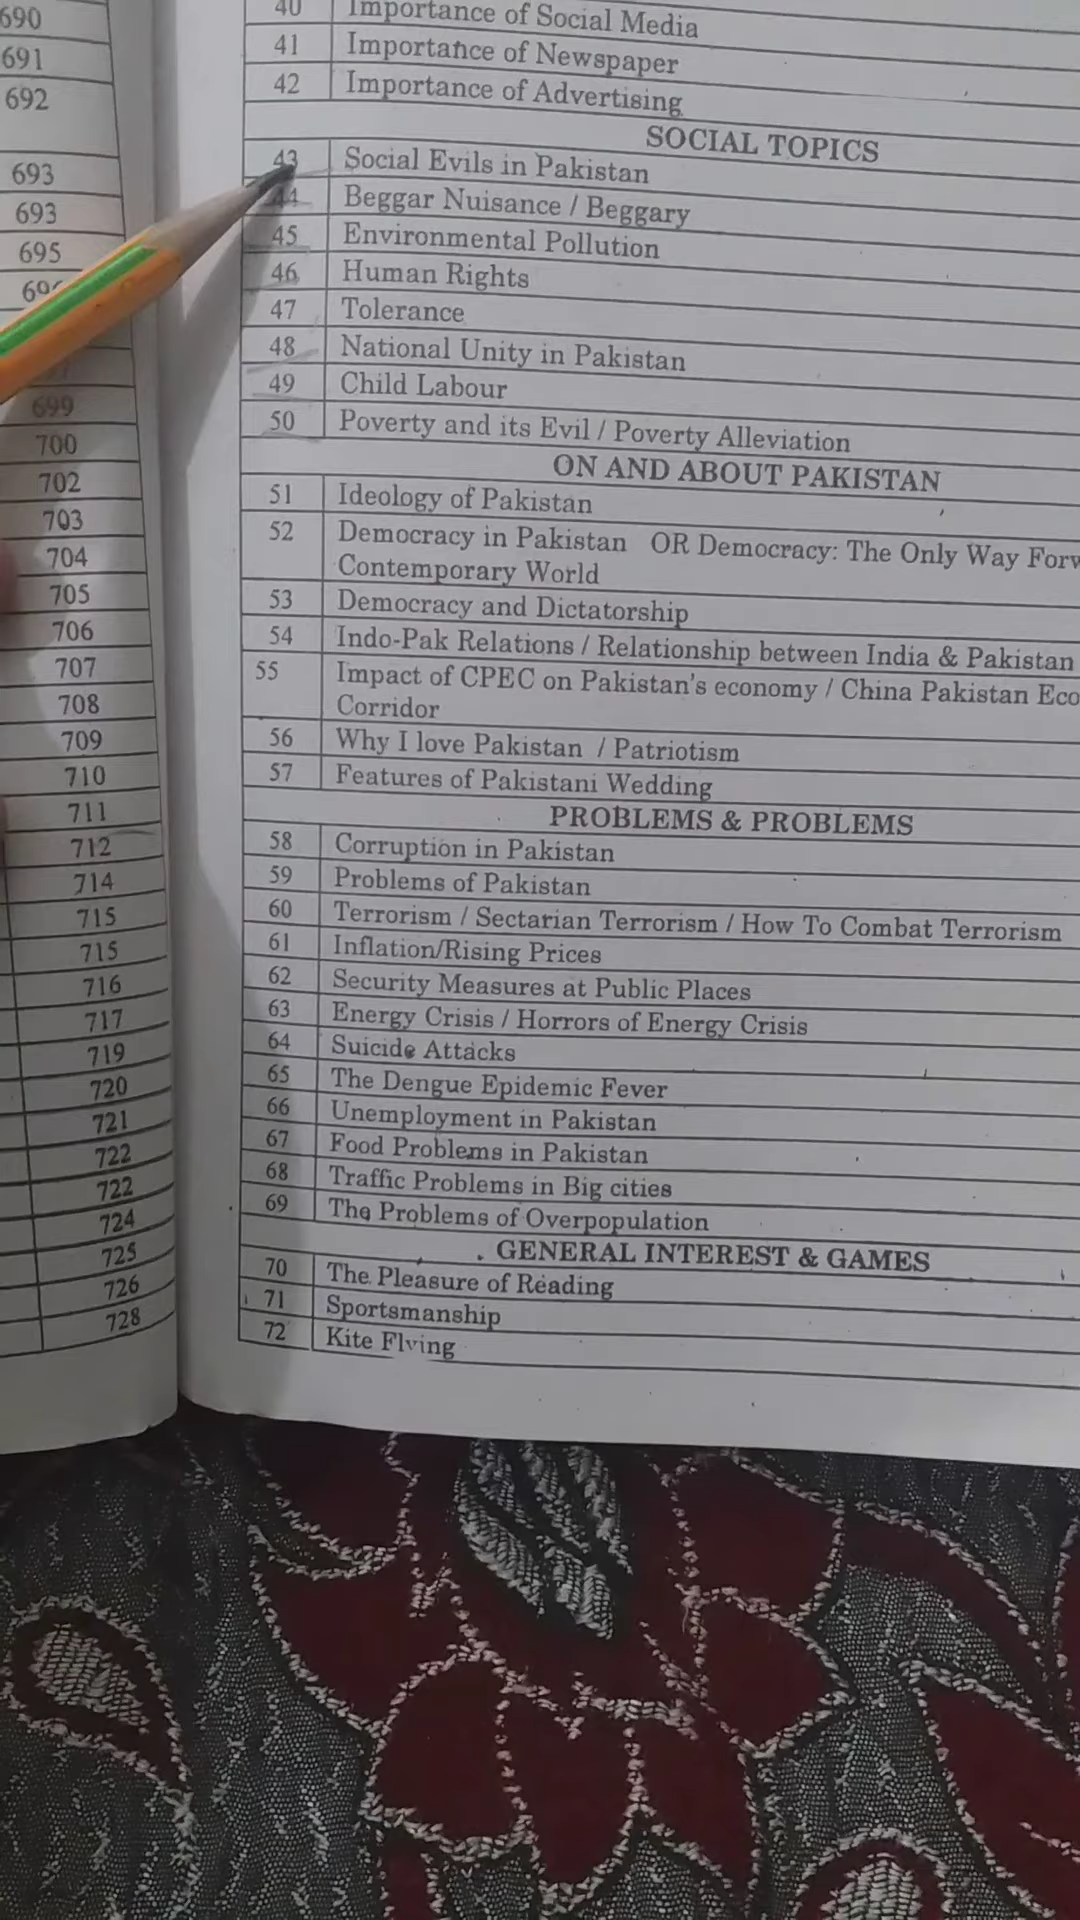 690
691
692
693
693
695
699
700
702
703
704
705
706
707
708
709
710
711
712
714
715
715
716
717
719
720
721
722
722
724
725
726
728
40 Importance of Social Media
41 Importance of Newspaper
42 Importance of Advertising
SOCIAL TOPICS
43 Social Evils in Pakistan
44 Beggar Nuisance / Beggary
45 Environmental Pollution
46 Human Rights
47 Tolerance
48 National Unity in Pakistan
49 Child Labour
50 Poverty and its Evil / Poverty Alleviation
ON AND ABOUT PAKISTAN
51 Ideology of Pakistan
52 Democracy in Pakistan OR Democracy: The Only Way Forw
Contemporary World
53 Democracy and Dictatorship
54 Indo-Pak Relations / Relationship between India & Pakistan
55 Impact of CPEC on Pakistan's economy / China Pakistan Eco
Corridor
56 Why I love Pakistan / Patriotism
57 Features of Pakistani Wedding
PROBLEMS & PROBLEMS
58 Corruption in Pakistan
59 Problems of Pakistan
60 Terrorism / Sectarian Terrorism / How To Combat Terrorism
61 Inflation/Rising Prices
62 Security Measures at Public Places
63 Energy Crisis / Horrors of Energy Crisis
64 Suicide Attacks
65 The Dengue Epidemic Fever
66 Unemployment in Pakistan
67 Food Problems in Pakistan
68 Traffic Problems in Big cities
69 The Problems of Overpopulation
GENERAL INTEREST & GAMES
70 The Pleasure of Reading
71 Sportsmanship
72 Kite Flying